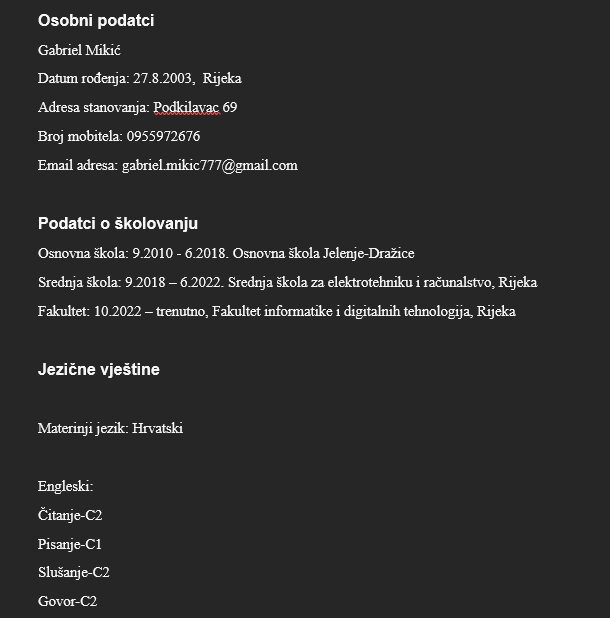 Osobni podatci
Gabriel Mikić
Datum rođenja: 27.8.2003,  Rijeka
Adresa stanovanja: Podkilavac 69
Broj mobitela: 0955972676
Email adresa: gabriel.mikic777@gmail.com
Podatci o školovanju
Osnovna škola: 9.2010 - 6.2018. Osnovna škola Jelenje-Dražice
Srednja škola: 9.2018 – 6.2022. Srednja škola za elektrotehniku i računalstvo, Rijeka
Fakultet: 10.2022 – trenutno, Fakultet informatike i digitalnih tehnologija, Rijeka
Jezične vještine
Materinji jezik: Hrvatski
Engleski:
Čitanje-C2
Pisanje-C1
Slušanje-C2
Govor-C2